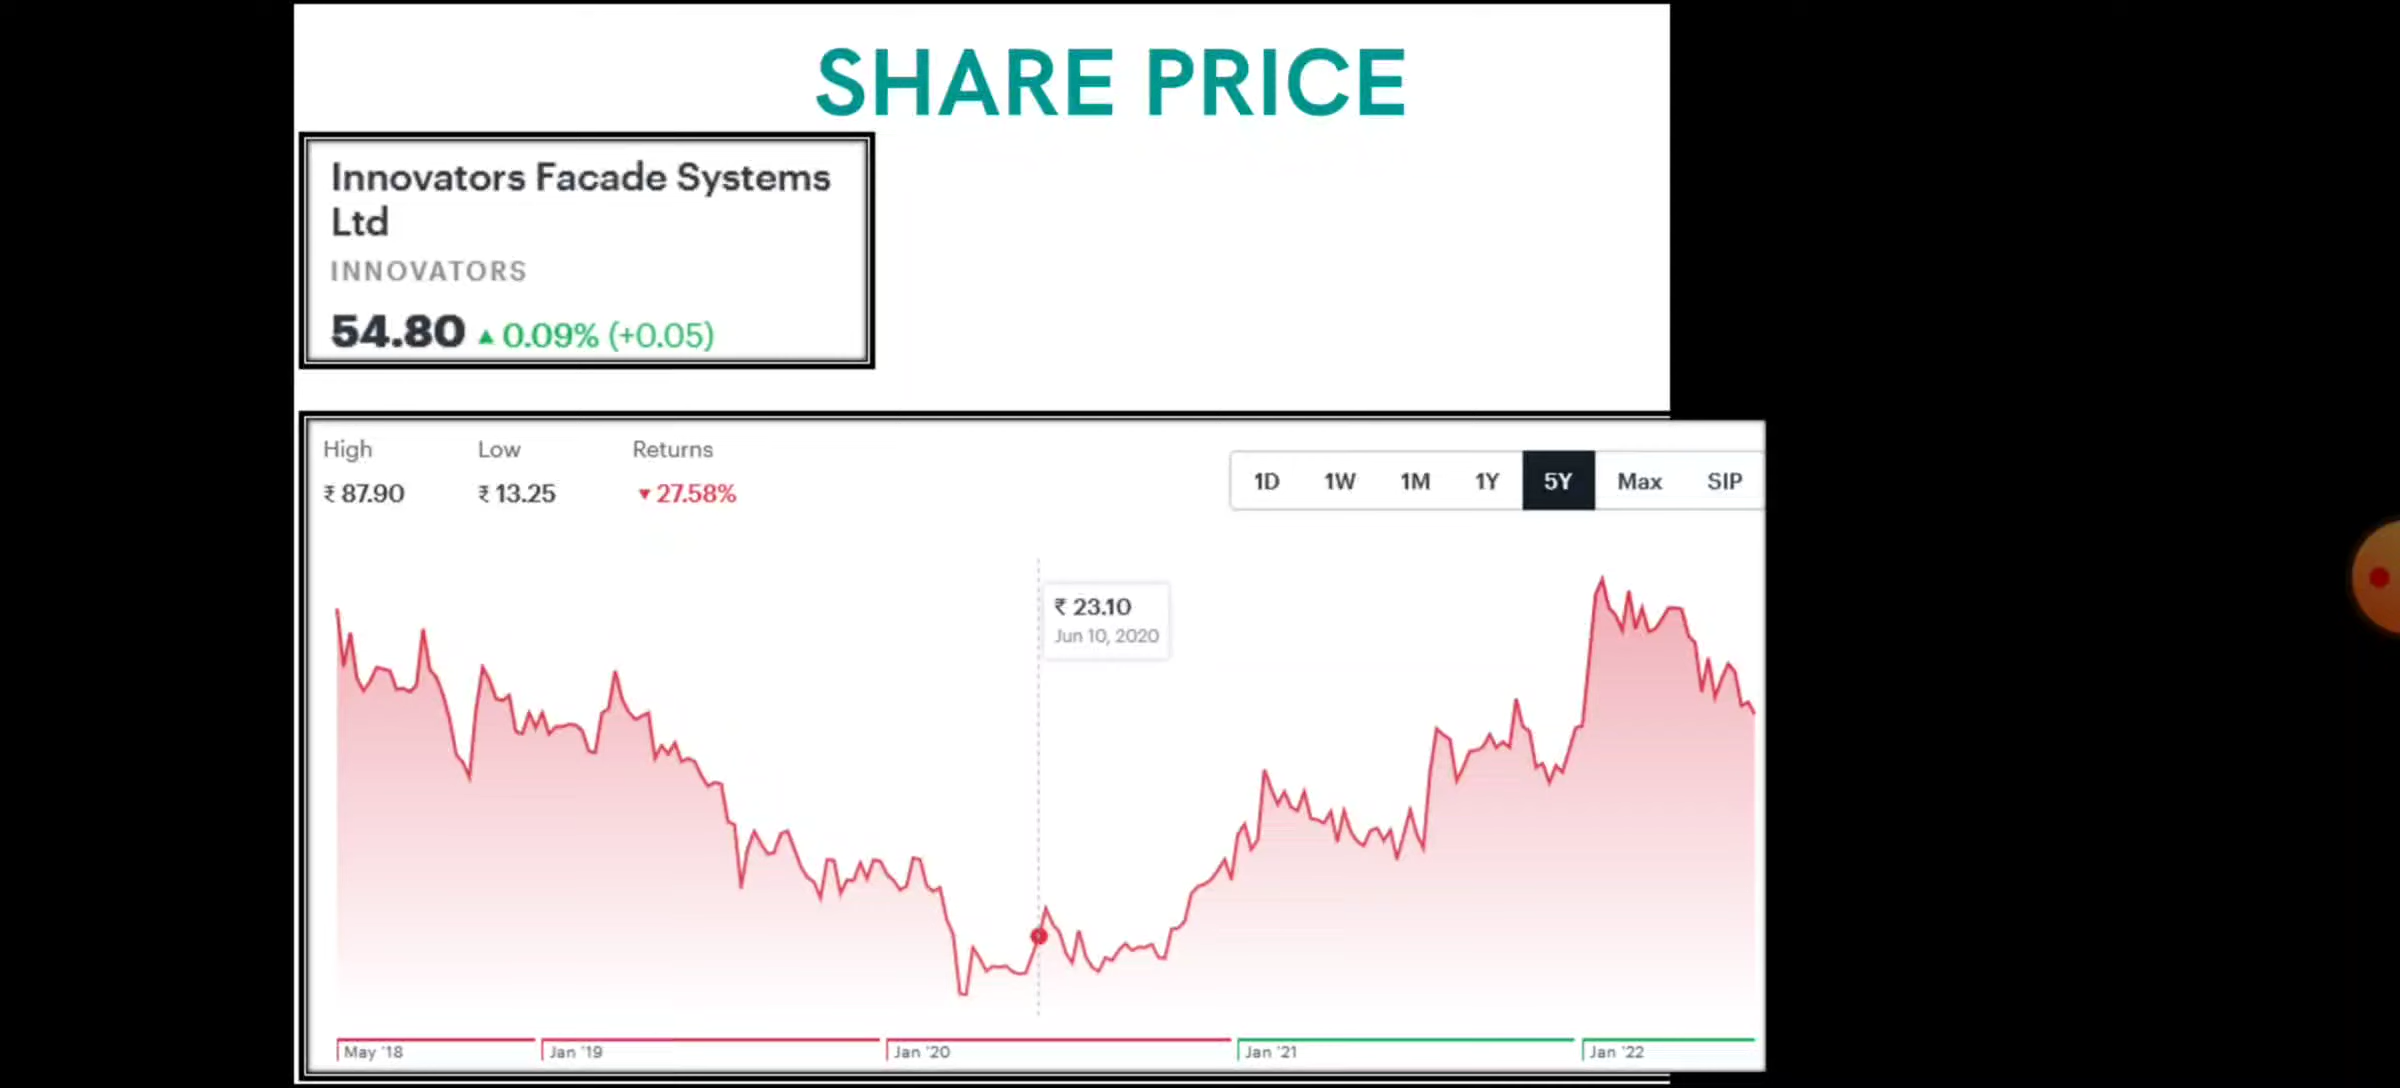 SHARE PRICE
Innovators Facade Systems
Ltd
INNOVATORS
54.80 ▲ 0.09% (+0.05)
High Low Returns
₹ 87.90 ₹ 13.25 ▼ 27.58%
1D 1W 1M 1Y 5Y Max SIP
₹ 23.10
Jun 10, 2020
May '18 Jan '19 Jan '20 Jan '21 Jan '22